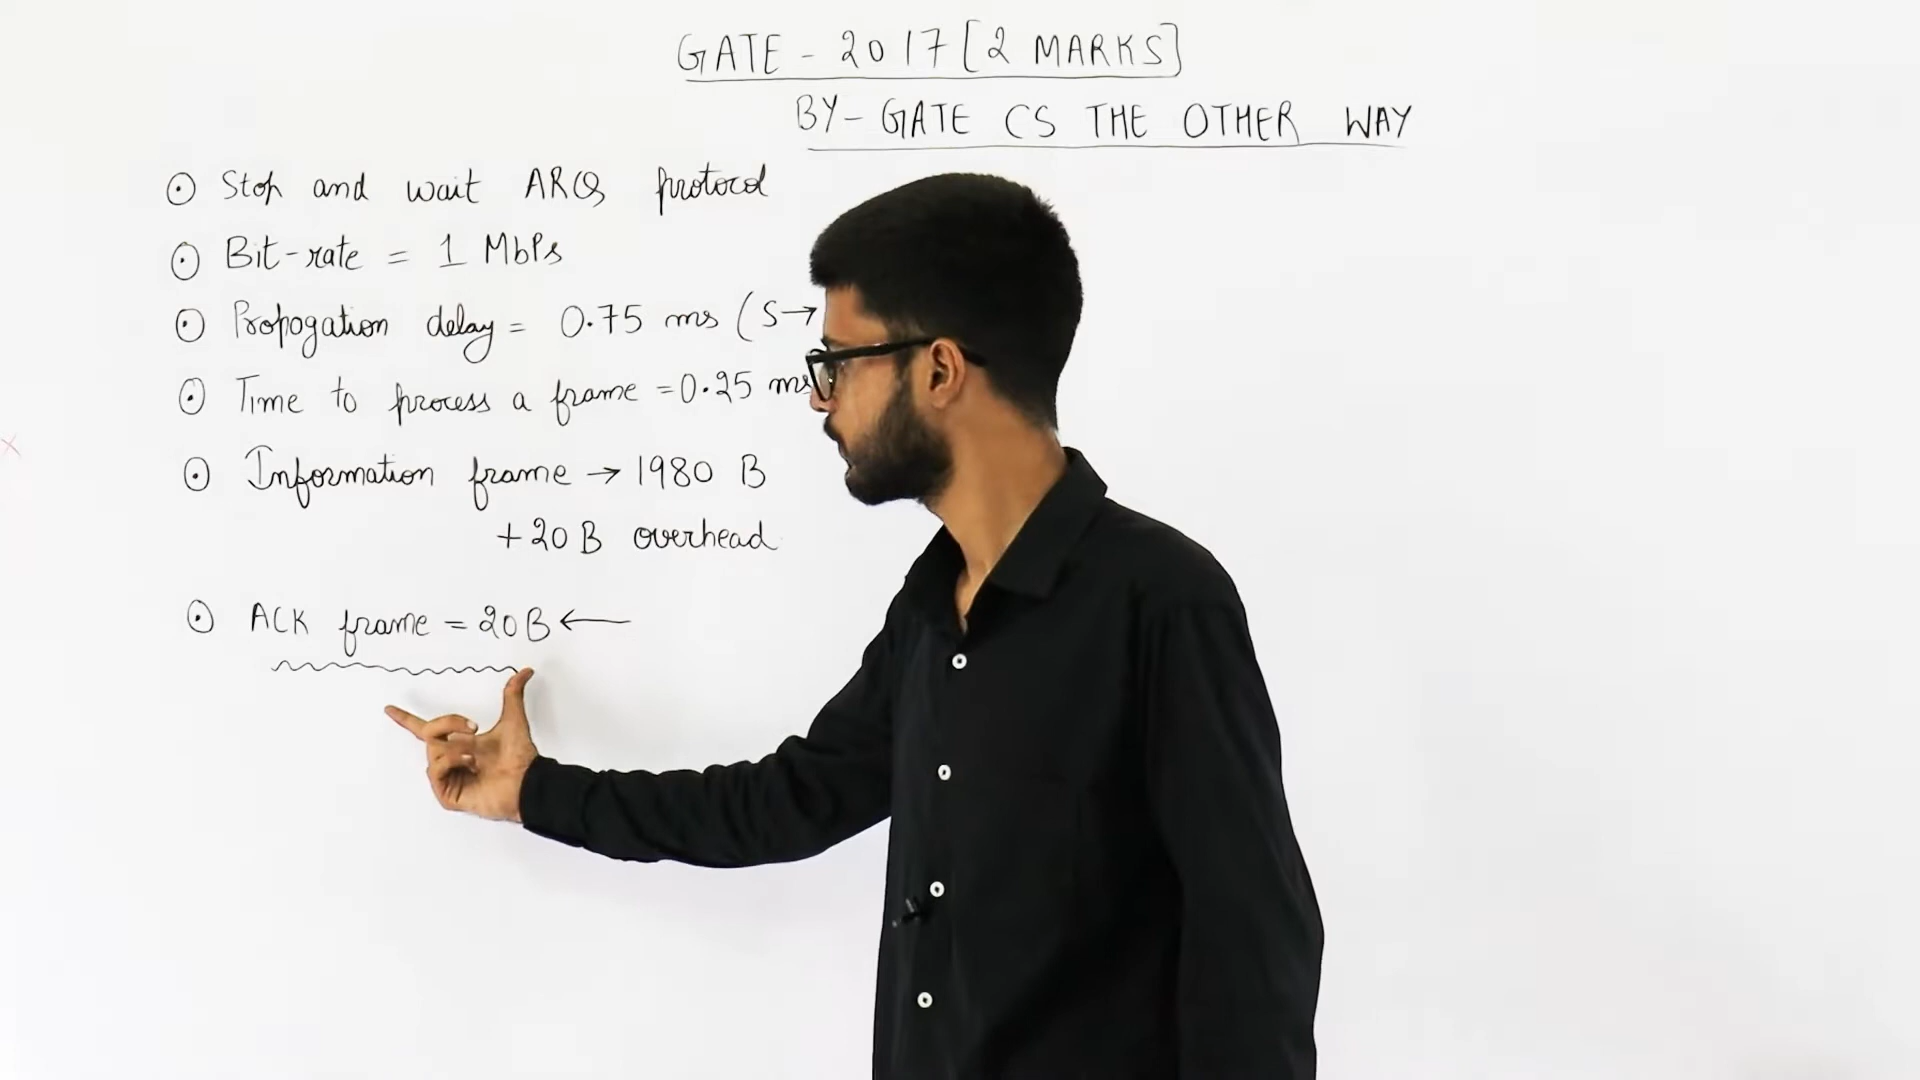 GATE - 2017 [2 MARKS]
BY- GATE CS THE OTHER WAY
⊙ Stop and wait ARQ protocol
⊙ Bit-rate = 1 MbPs
⊙ Propogation delay = 0.75 ms (S→
⊙ Time to process a frame = 0.25 ms
⊙ Information frame → 1980 B
+20 B overhead
⊙ ACK frame = 20B ←